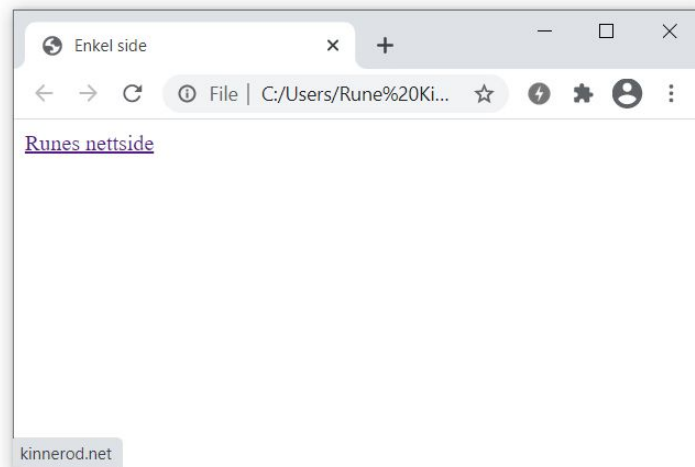 Enkel side
File | C:/Users/Rune%20Ki...
Runes nettside
kinnerod.net